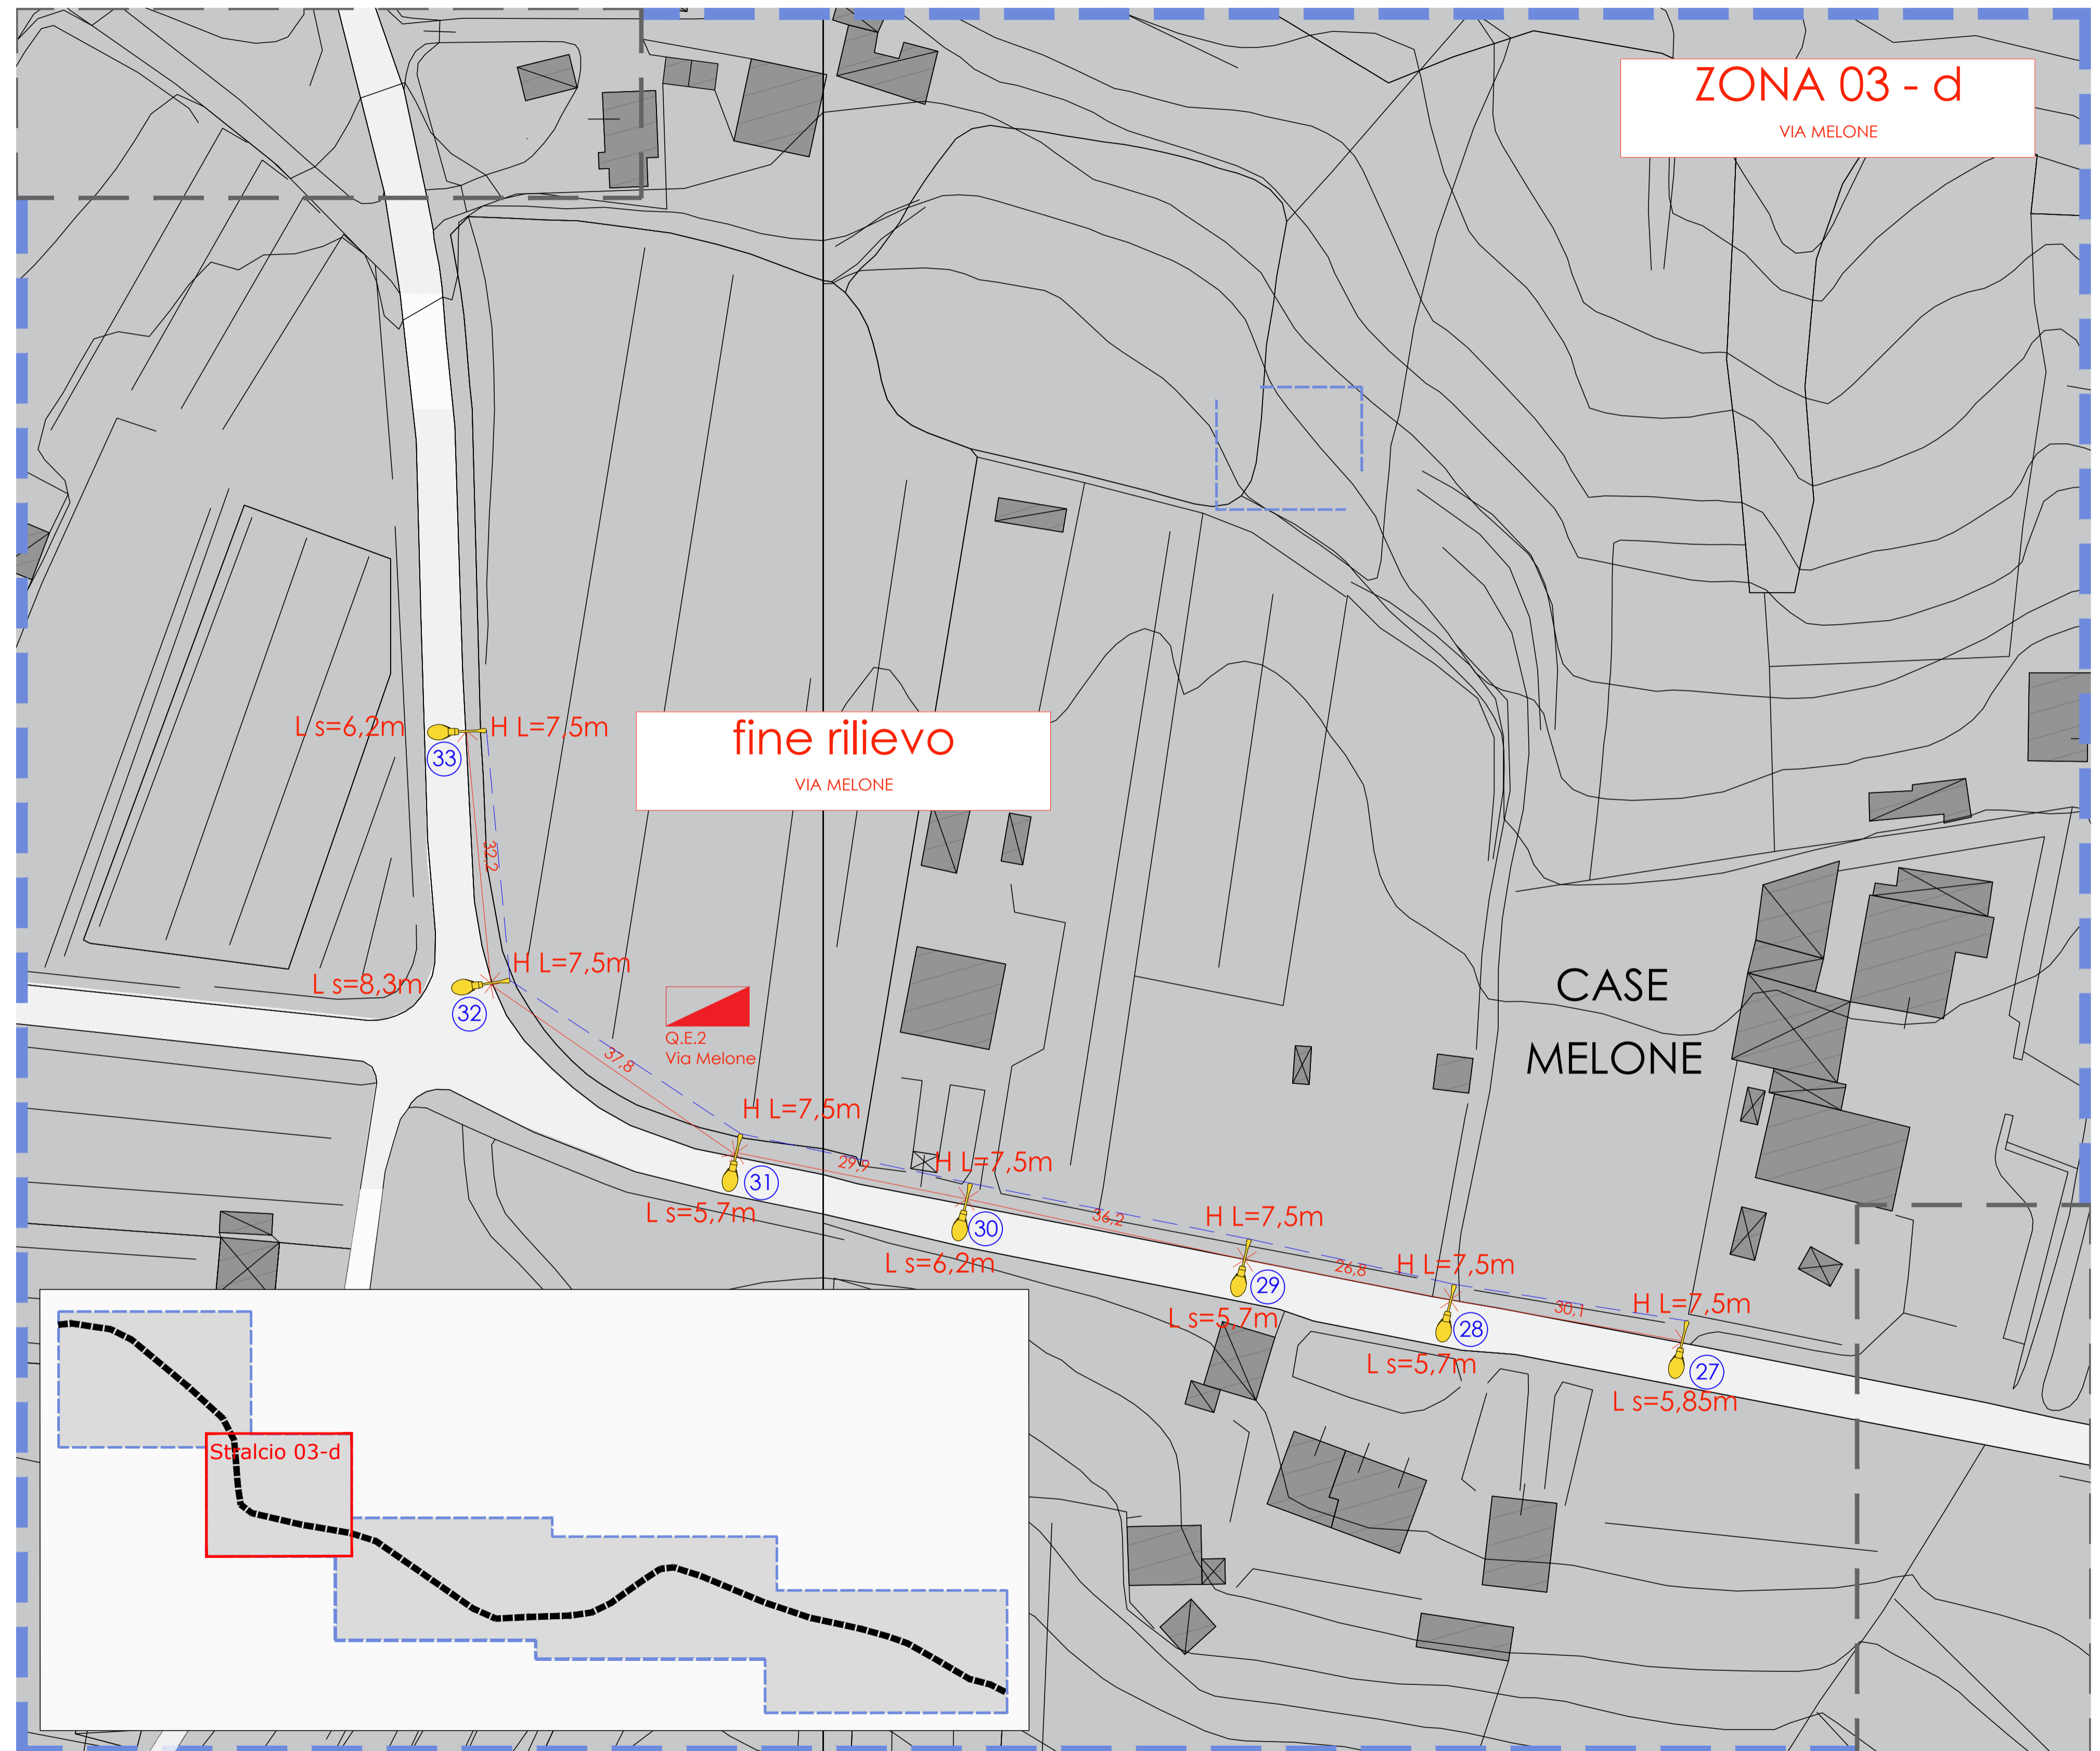 ZONA 03 - d
VIA MELONE
fine rilievo
VIA MELONE
L s=6,2m
H L=7,5m
33
32,2
L s=8,3m
H L=7,5m
32
Q.E.2
Via Melone
37,8
CASE
MELONE
H L=7,5m
31
L s=5,7m
29,9
H L=7,5m
30
L s=6,2m
36,2
H L=7,5m
29
L s=5,7m
26,8
H L=7,5m
28
L s=5,7m
30,1
H L=7,5m
27
L s=5,85m
Stralcio 03-d